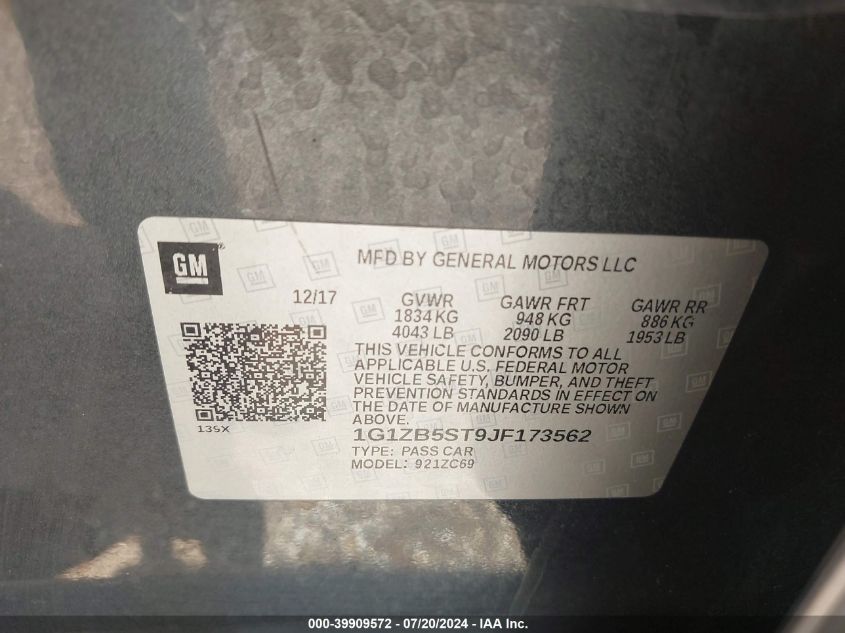 GM
MFD BY GENERAL MOTORS LLC
12/17 GVWR GAWR FRT GAWR RR
1834 KG 948 KG 886 KG
4043 LB 2090 LB 1953 LB
THIS VEHICLE CONFORMS TO ALL
APPLICABLE U.S. FEDERAL MOTOR
VEHICLE SAFETY, BUMPER, AND THEFT
PREVENTION STANDARDS IN EFFECT ON
THE DATE OF MANUFACTURE SHOWN
ABOVE.
139X
1G1ZB5ST9JF173562
TYPE: PASS CAR
MODEL: 921ZC69
000-39909572 / 07/20/2024 - IAA Inc.